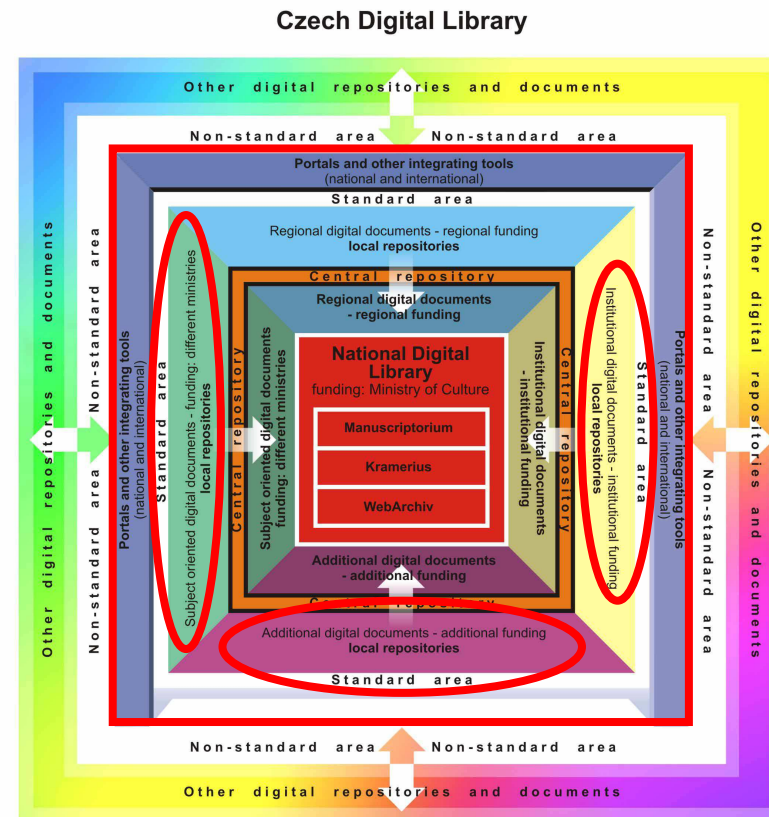 Czech Digital Library
Other digital repositories and documents
Non-standard area Non-standard area
Portals and other integrating tools
(national and international)
Standard area
Regional digital documents - regional funding
local repositories
Central repository
Regional digital documents
- regional funding
Other digital repositories and documents
Non-standard area Non-standard area
Portals and other integrating tools
(national and international)
Standard area
Subject oriented digital documents - funding: different ministries
local repositories
Central repository
Subject oriented digital documents
funding: different ministries
National Digital
Library
funding: Ministry of Culture
Manuscriptorium
Kramerius
WebArchiv
Institutional digital documents
- institutional funding
Central repository
Institutional digital documents - institutional funding
local repositories
Standard area
Portals and other integrating tools
(national and international)
Non-standard area Non-standard area
Other digital repositories and documents
Additional digital documents
- additional funding
Central repository
Additional digital documents - additional funding
local repositories
Standard area
Non-standard area Non-standard area
Other digital repositories and documents